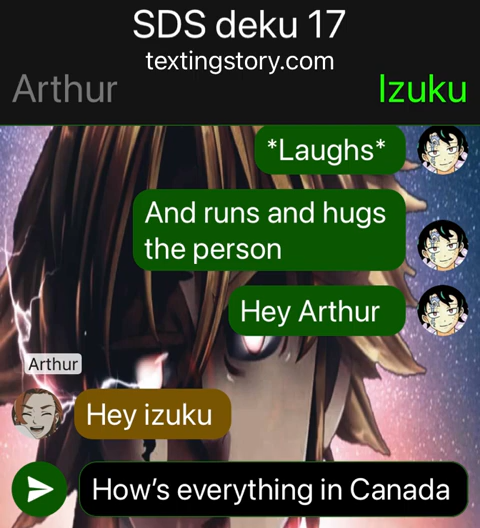 SDS deku 17
textingstory.com
Arthur
Izuku
*Laughs*
And runs and hugs
the person
Hey Arthur
Arthur
Hey izuku
How’s everything in Canada